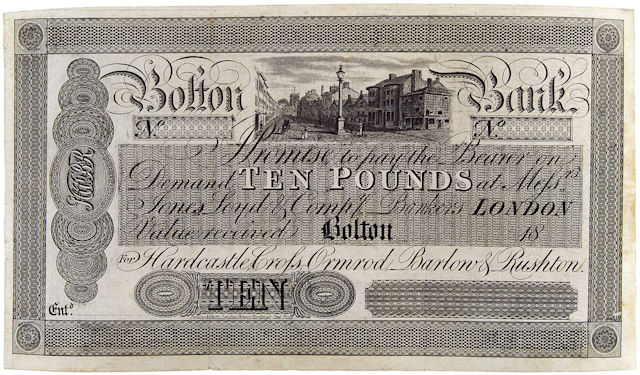 Bolton Bank.
No No
I Promise to pay the Bearer on
Demand TEN POUNDS at Messrs
Jones Loyd & Compy Bankers LONDON
Value received Bolton 18
For Hardcastle, Cross, Ormrod, Barlow & Rushton.
TEN
Entd